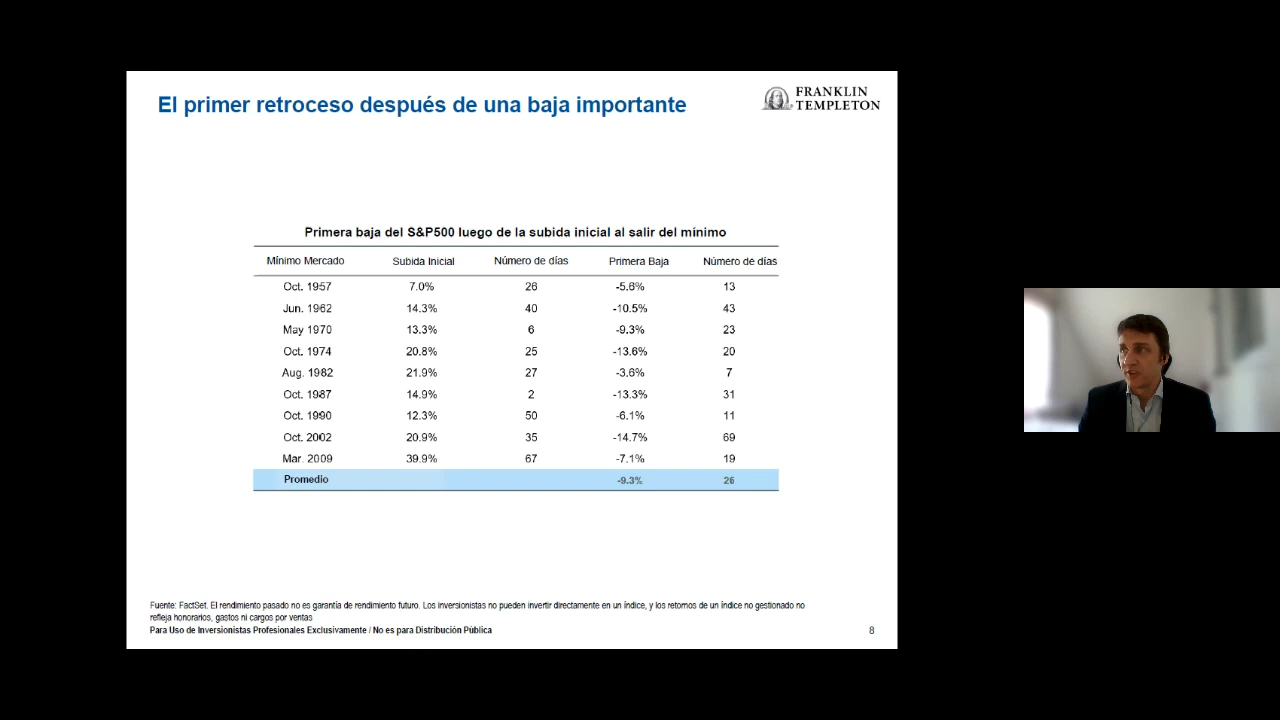 El primer retroceso después de una baja importante
FRANKLIN
TEMPLETON
Primera baja del S&P500 luego de la subida inicial al salir del mínimo
Mínimo Mercado Subida Inicial Número de días Primera Baja Número de días
Oct. 1957 7.0% 26 -5.6% 13
Jun. 1962 14.3% 40 -10.5% 43
May 1970 13.3% 6 -9.3% 23
Oct. 1974 20.8% 25 -13.6% 20
Aug. 1982 21.9% 27 -3.6% 7
Oct. 1987 14.9% 2 -13.3% 31
Oct. 1990 12.3% 50 -6.1% 11
Oct. 2002 20.9% 35 -14.7% 69
Mar. 2009 39.9% 67 -7.1% 19
Promedio -9.3% 26
Fuente: FactSet. El rendimiento pasado no es garantía de rendimiento futuro. Los inversionistas no pueden invertir directamente en un índice, y los retornos de un índice no gestionado no
refleja honorarios, gastos ni cargos por ventas
Para Uso de Inversionistas Profesionales Exclusivamente / No es para Distribución Pública
8